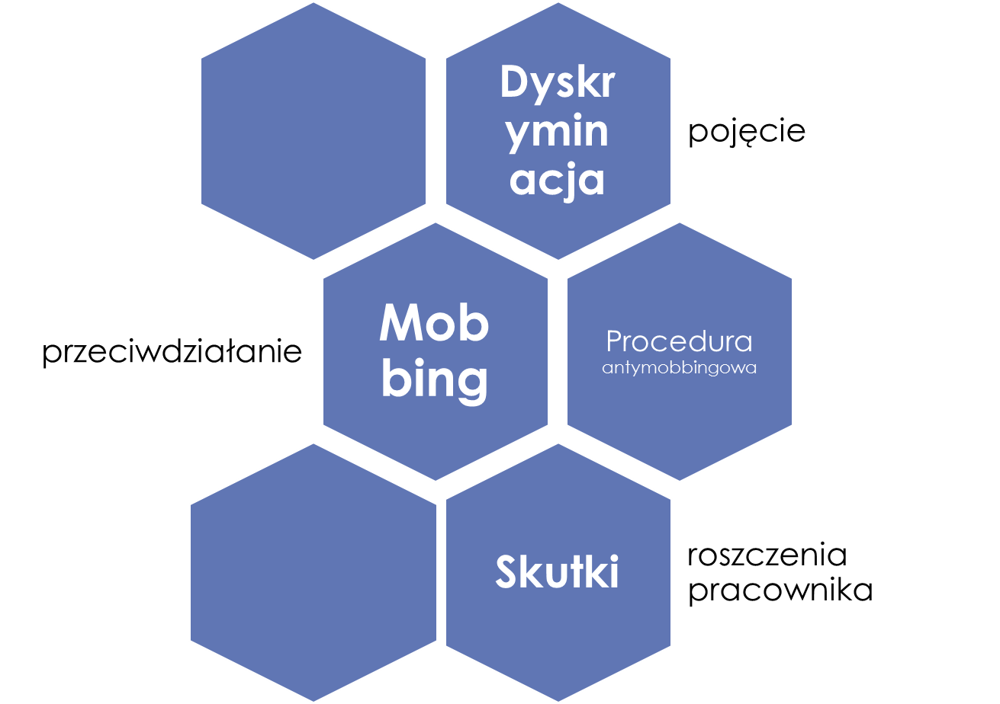 Dyskr
ymin
acja
pojęcie
przeciwdziałanie
Mob
bing
Procedura
antymobbingowa
Skutki
roszczenia
pracownika